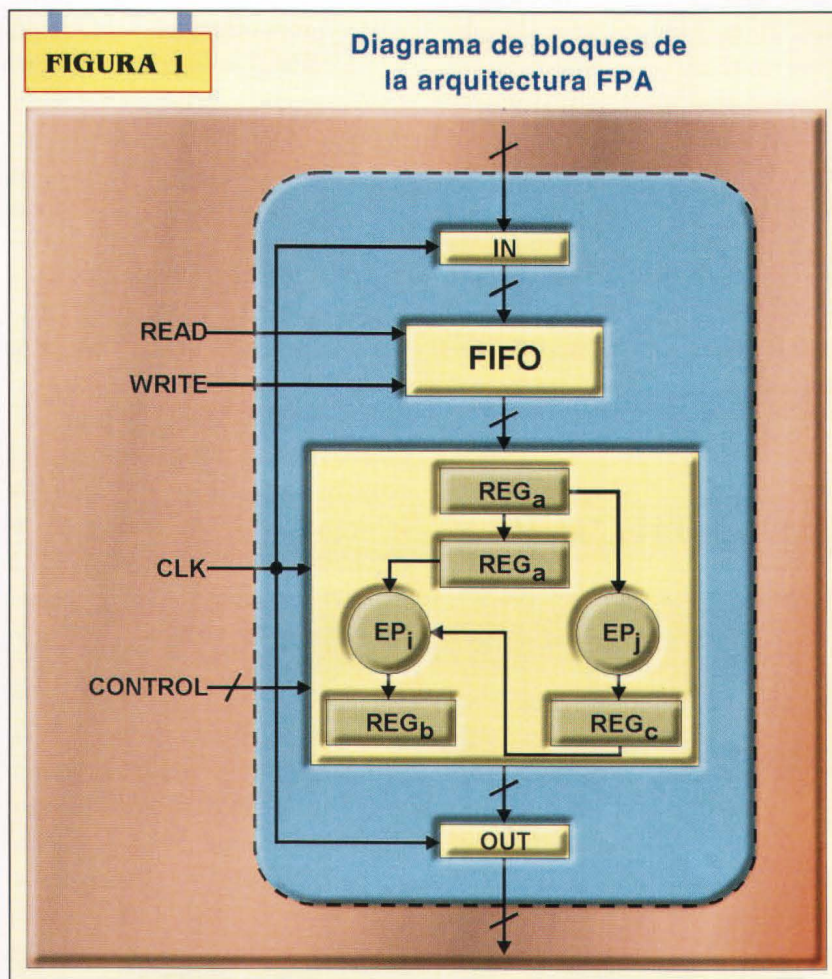 FIGURA 1
Diagrama de bloques de
la arquitectura FPA
IN
READ
WRITE
FIFO
REGa
CLK
REGa
EPi
EPj
CONTROL
REGb
REGc
OUT